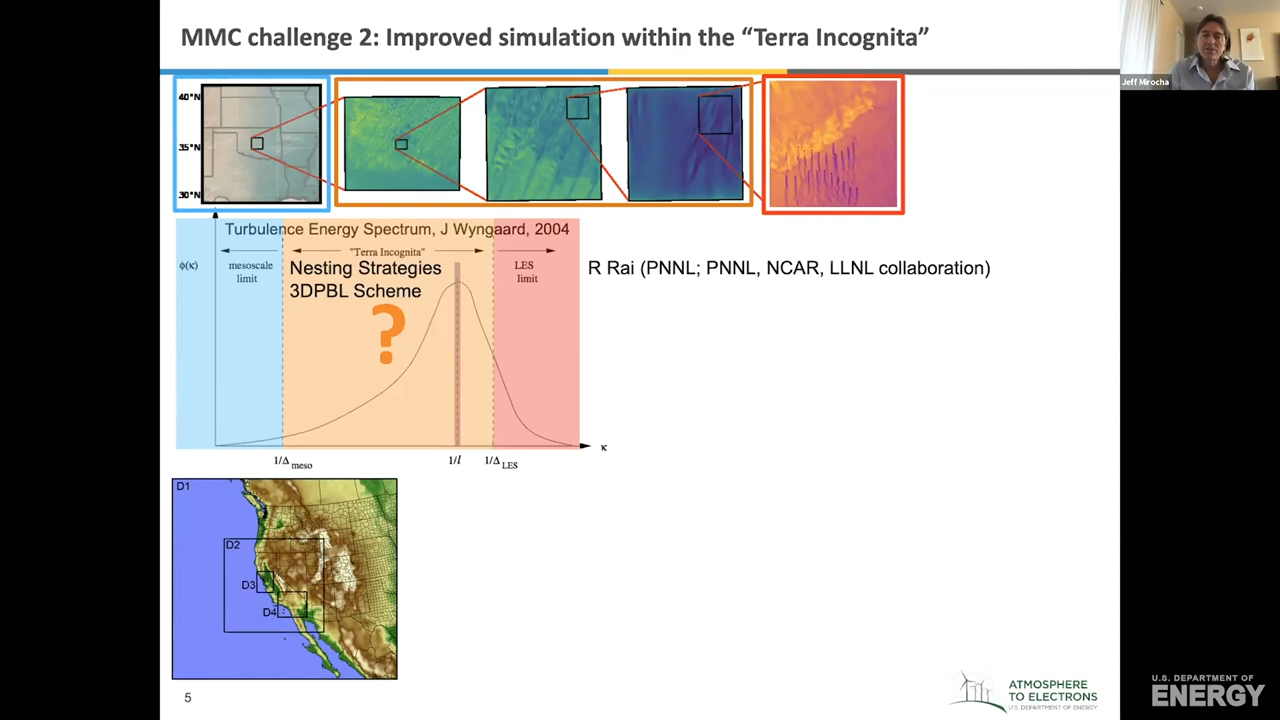 MMC challenge 2: Improved simulation within the “Terra Incognita”
Jeff Mirocha
40°N
35°N
30°N
Turbulence Energy Spectrum, J Wyngaard, 2004
"Terra Incognita"
ϕ(κ)
mesoscale
limit
Nesting Strategies
3DPBL Scheme
?
LES
limit
R Rai (PNNL; PNNL, NCAR, LLNL collaboration)
κ
1/Δ meso
1/l
1/Δ LES
D1
D2
D3
D4
5
ATMOSPHERE
TO ELECTRONS
U.S. DEPARTMENT OF ENERGY
U.S. DEPARTMENT OF
ENERGY